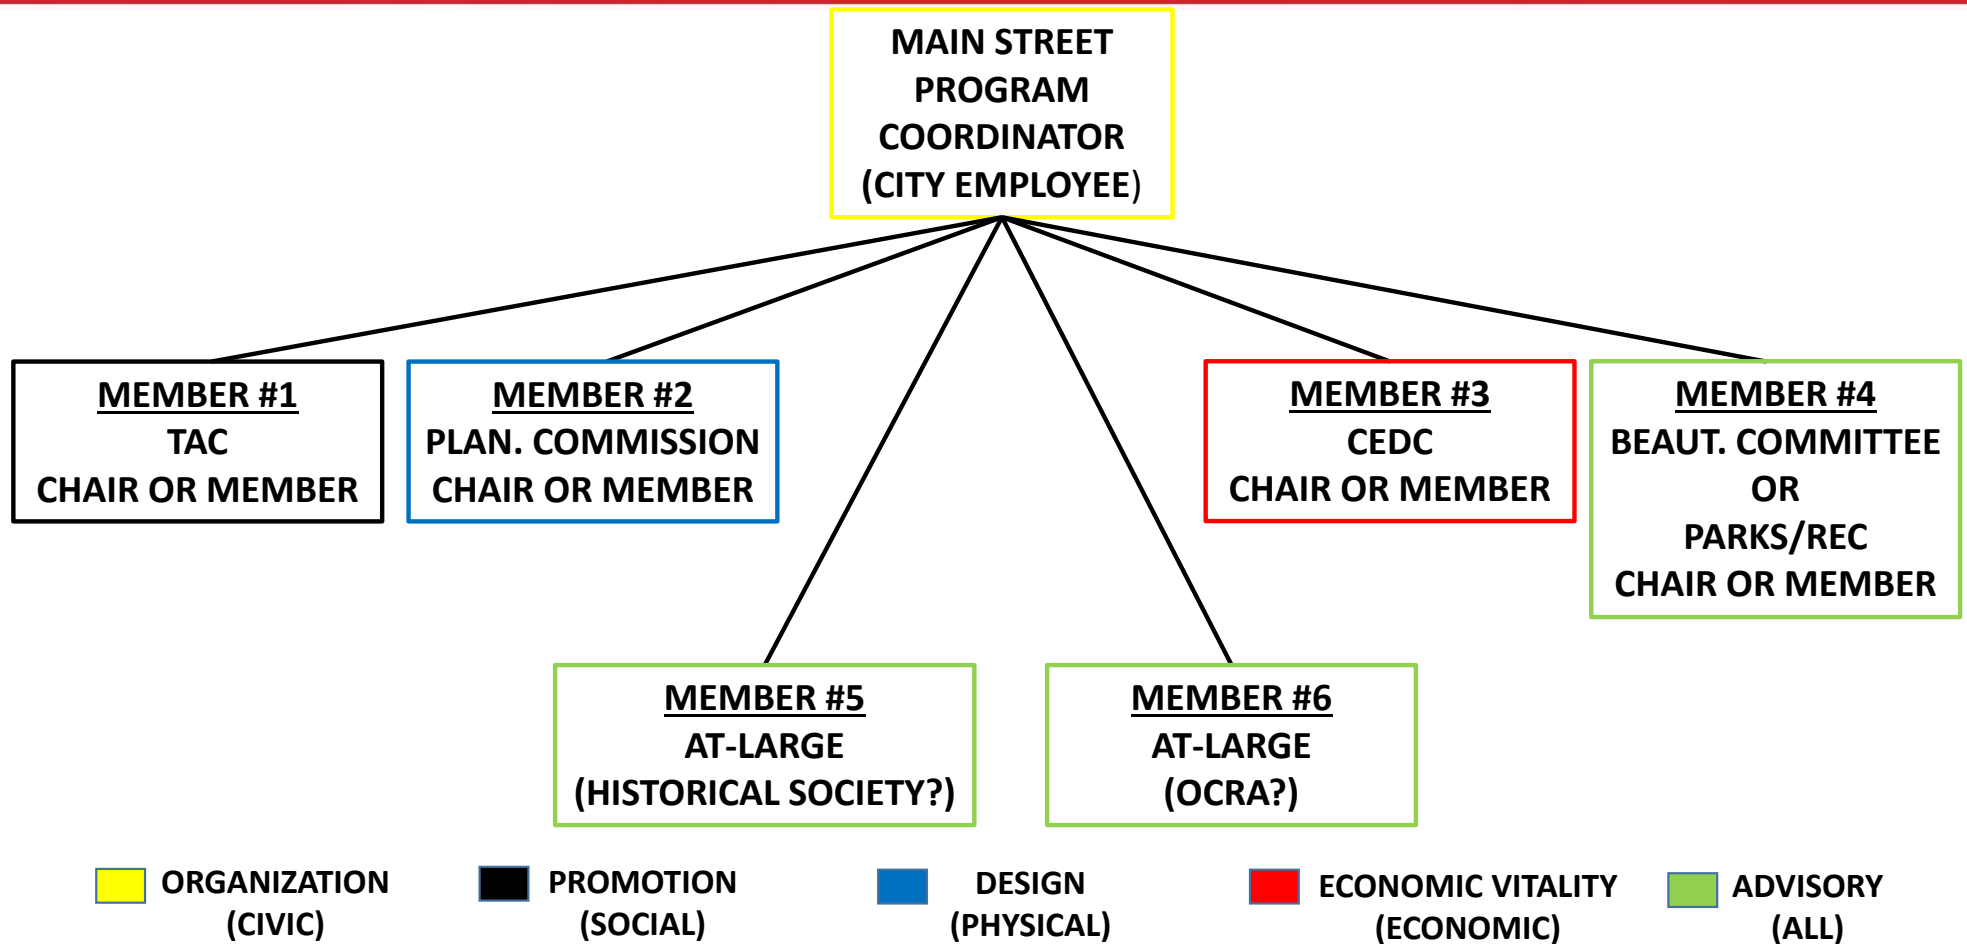 MAIN STREET
PROGRAM
COORDINATOR
(CITY EMPLOYEE)
MEMBER #1
TAC
CHAIR OR MEMBER
MEMBER #2
PLAN. COMMISSION
CHAIR OR MEMBER
MEMBER #3
CEDC
CHAIR OR MEMBER
MEMBER #4
BEAUT. COMMITTEE
OR
PARKS/REC
CHAIR OR MEMBER
MEMBER #5
AT-LARGE
(HISTORICAL SOCIETY?)
MEMBER #6
AT-LARGE
(OCRA?)
ORGANIZATION
(CIVIC)
PROMOTION
(SOCIAL)
DESIGN
(PHYSICAL)
ECONOMIC VITALITY
(ECONOMIC)
ADVISORY
(ALL)